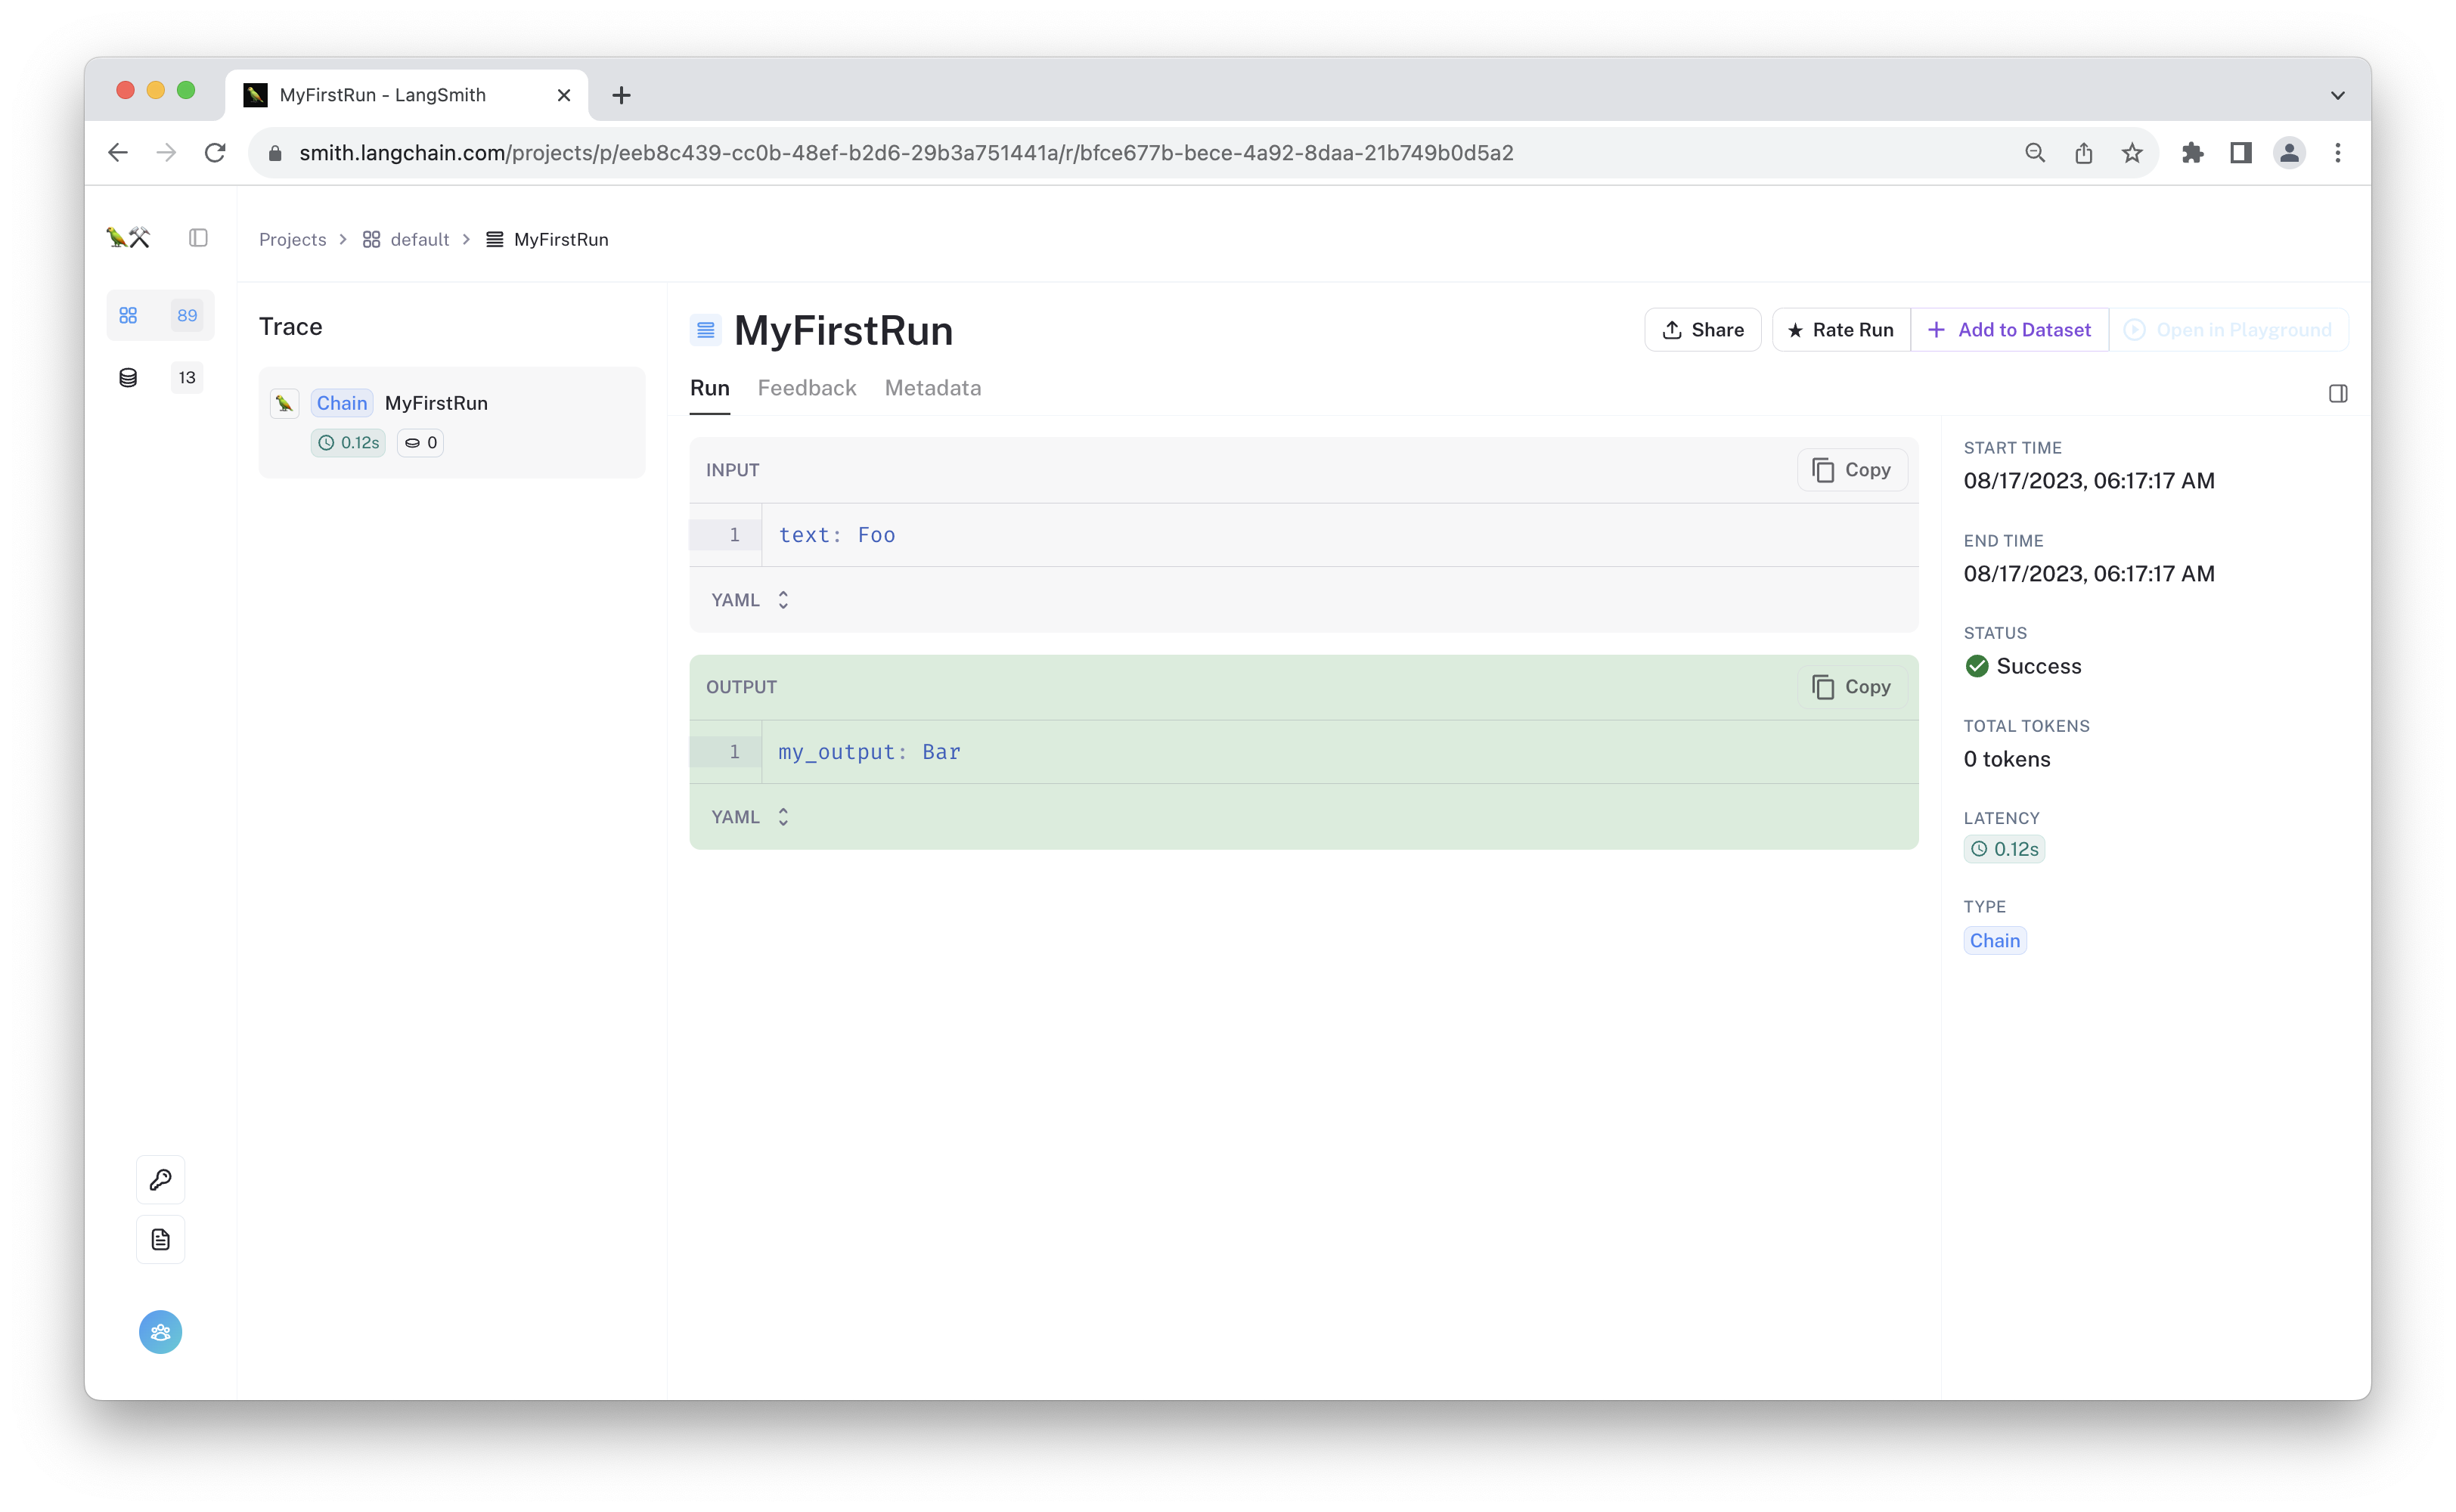 MyFirstRun - LangSmith
smith.langchain.com/projects/p/eeb8c439-cc0b-48ef-b2d6-29b3a751441a/r/bfce677b-bece-4a92-8daa-21b749b0d5a2
Projects > default > MyFirstRun
89
13
Trace
Chain MyFirstRun
0.12s 0
MyFirstRun
Share
Rate Run
Add to Dataset
Open in Playground
Run Feedback Metadata
INPUT
Copy
1 text: Foo
YAML
OUTPUT
Copy
1 my_output: Bar
YAML
START TIME
08/17/2023, 06:17:17 AM
END TIME
08/17/2023, 06:17:17 AM
STATUS
Success
TOTAL TOKENS
0 tokens
LATENCY
0.12s
TYPE
Chain